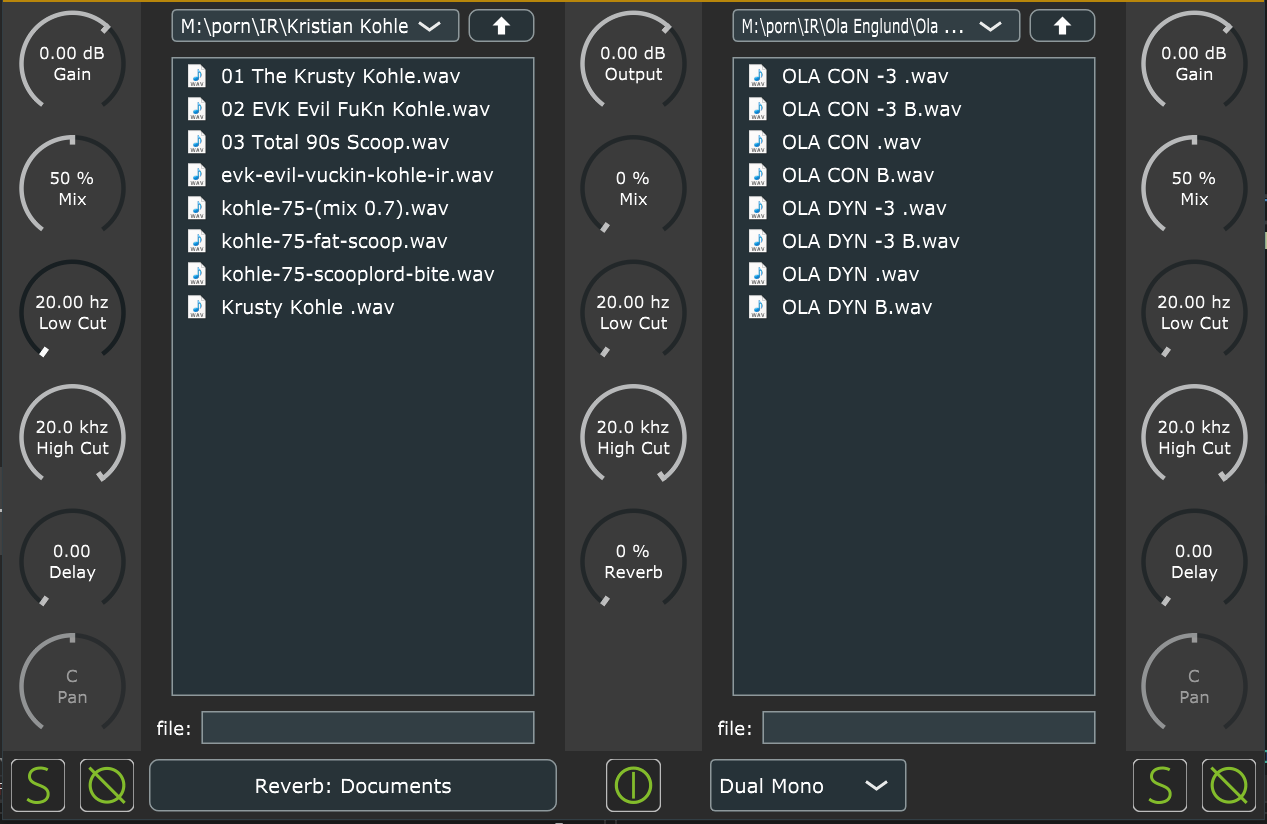 0.00 dB
Gain
50 %
Mix
20.00 hz
Low Cut
20.0 khz
High Cut
0.00
Delay
C
Pan
M:\porn\IR\Kristian Kohle
01 The Krusty Kohle.wav
02 EVK Evil FuKn Kohle.wav
03 Total 90s Scoop.wav
evk-evil-vuckin-kohle-ir.wav
kohle-75-(mix 0.7).wav
kohle-75-fat-scoop.wav
kohle-75-scooplord-bite.wav
Krusty Kohle .wav
file:
0.00 dB
Output
0 %
Mix
20.00 hz
Low Cut
20.0 khz
High Cut
0 %
Reverb
M:\porn\IR\Ola Englund\Ola ...
OLA CON -3 .wav
OLA CON -3 B.wav
OLA CON .wav
OLA CON B.wav
OLA DYN -3 .wav
OLA DYN -3 B.wav
OLA DYN .wav
OLA DYN B.wav
file:
0.00 dB
Gain
50 %
Mix
20.00 hz
Low Cut
20.0 khz
High Cut
0.00
Delay
C
Pan
S
Reverb: Documents
Dual Mono
S